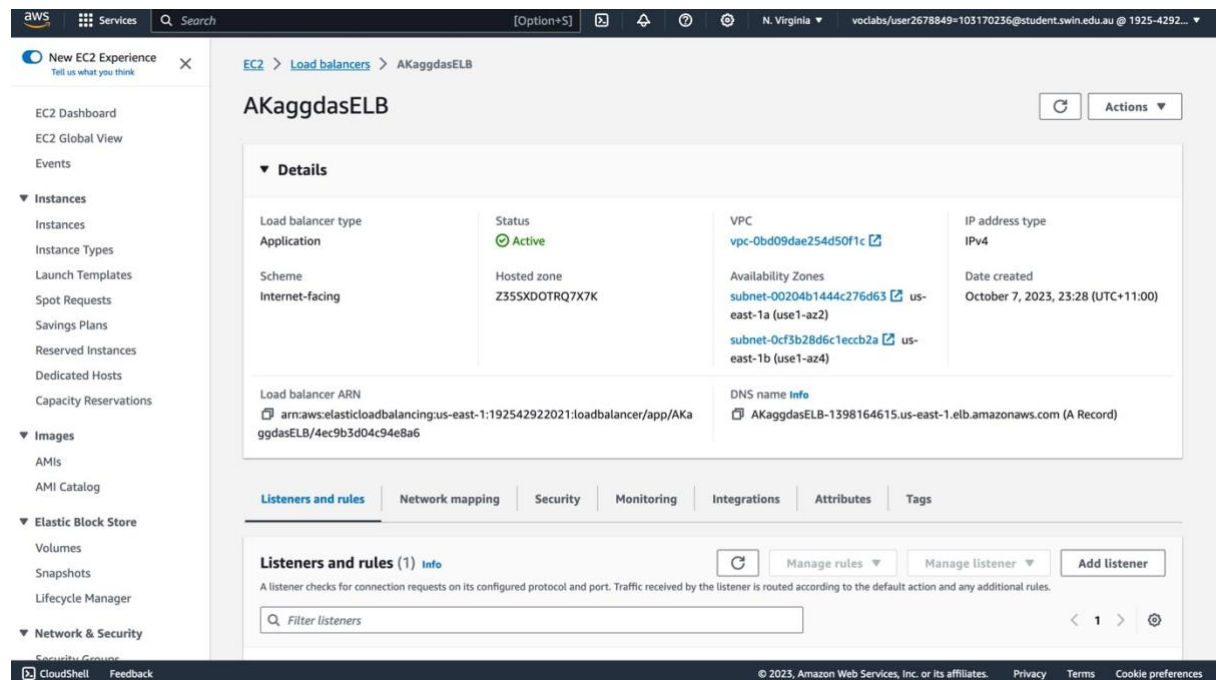 aws Services Search [Option+S] N. Virginia ▼ voclabs/user2678849=103170236@student.swin.edu.au @ 1925-4292... ▼
New EC2 Experience
Tell us what you think
EC2 Dashboard
EC2 Global View
Events
▼ Instances
Instances
Instance Types
Launch Templates
Spot Requests
Savings Plans
Reserved Instances
Dedicated Hosts
Capacity Reservations
▼ Images
AMIs
AMI Catalog
▼ Elastic Block Store
Volumes
Snapshots
Lifecycle Manager
▼ Network & Security
Security Groups
EC2 > Load balancers > AKaggdasELB
AKaggdasELB
Actions ▼
▼ Details
Load balancer type
Application
Status
Active
VPC
vpc-0bd09dae254d50f1c
IP address type
IPv4
Scheme
Internet-facing
Hosted zone
Z35SXDOTRQ7X7K
Availability Zones
subnet-00204b1444c276d63 us-
east-1a (use1-az2)
subnet-0cf3b28d6c1eccb2a us-
east-1b (use1-az4)
Date created
October 7, 2023, 23:28 (UTC+11:00)
Load balancer ARN
arn:aws:elasticloadbalancing:us-east-1:192542922021:loadbalancer/app/AKa
ggdasELB/4ec9b3d04c94e8a6
DNS name Info
AKaggdasELB-1398164615.us-east-1.elb.amazonaws.com (A Record)
Listeners and rules Network mapping Security Monitoring Integrations Attributes Tags
Listeners and rules (1) Info
Manage rules ▼ Manage listener ▼ Add listener
A listener checks for connection requests on its configured protocol and port. Traffic received by the listener is routed according to the default action and any additional rules.
Filter listeners
< 1 >
CloudShell Feedback © 2023, Amazon Web Services, Inc. or its affiliates. Privacy Terms Cookie preferences